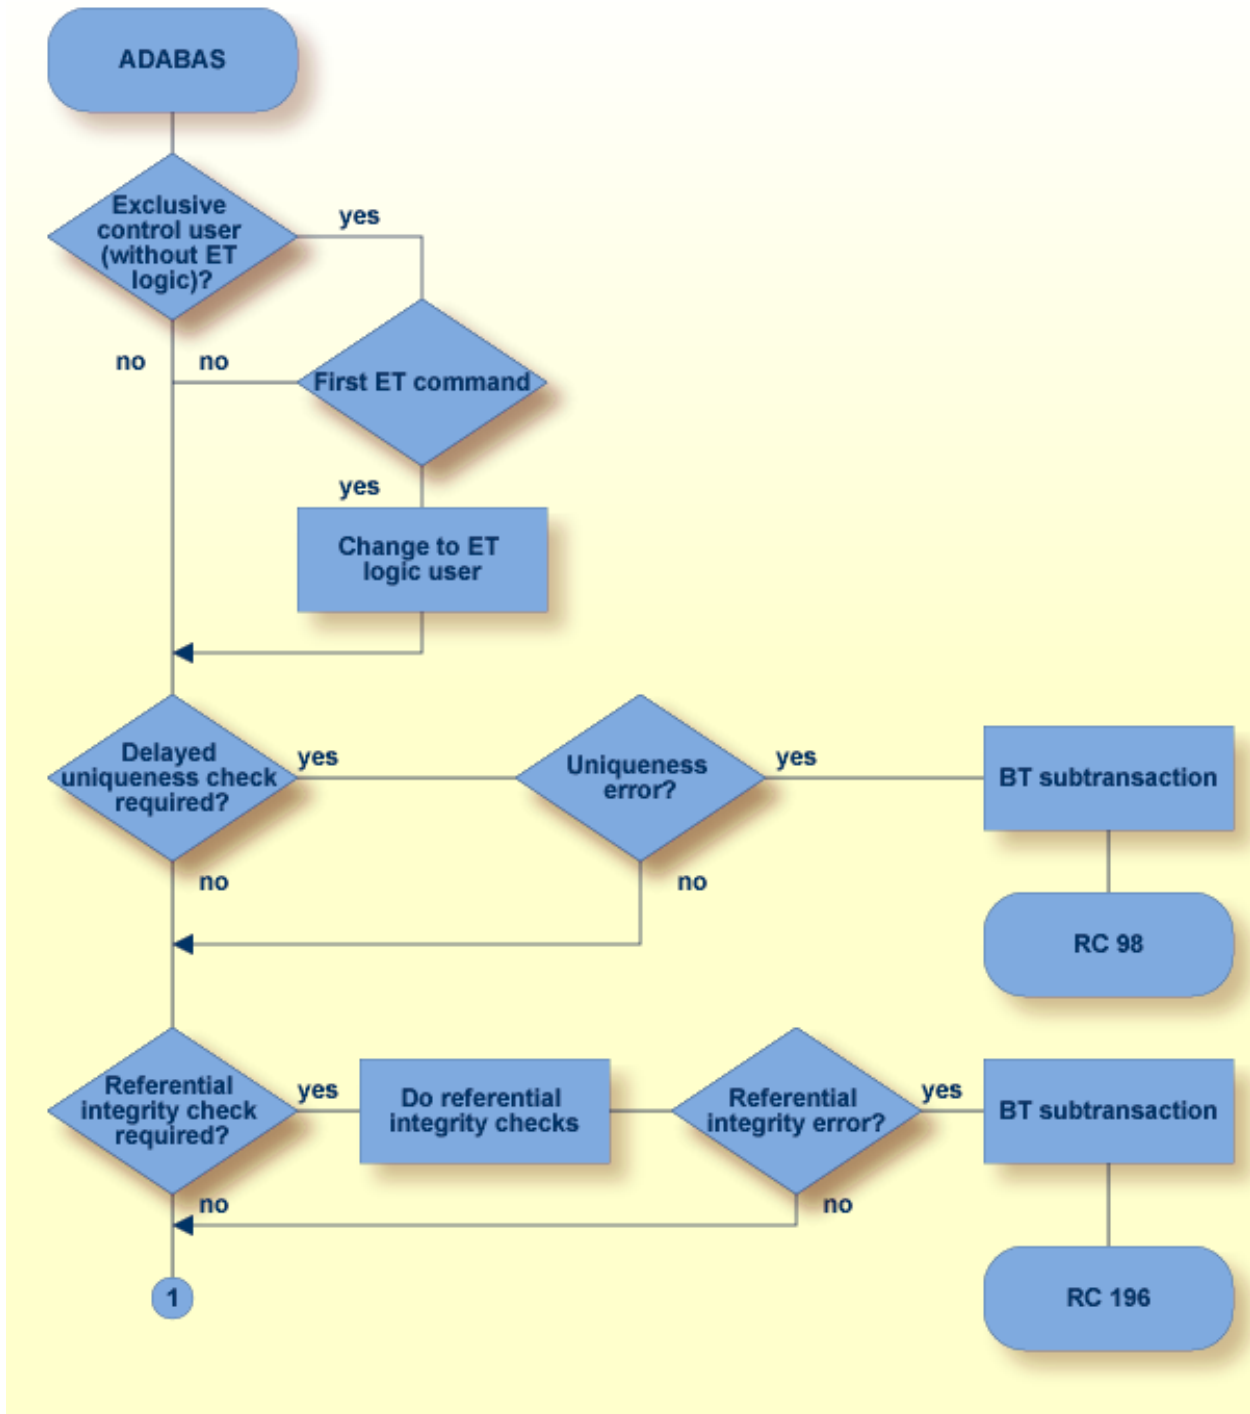 ADABAS
Exclusive
control user
(without ET
logic)?
yes
no
no
First ET command
yes
Change to ET
logic user
Delayed
uniqueness check
required?
yes
Uniqueness
error?
yes
BT subtransaction
no
no
RC 98
Referential
integrity check
required?
yes
Do referential
integrity checks
Referential
integrity error?
yes
BT subtransaction
no
no
1
RC 196